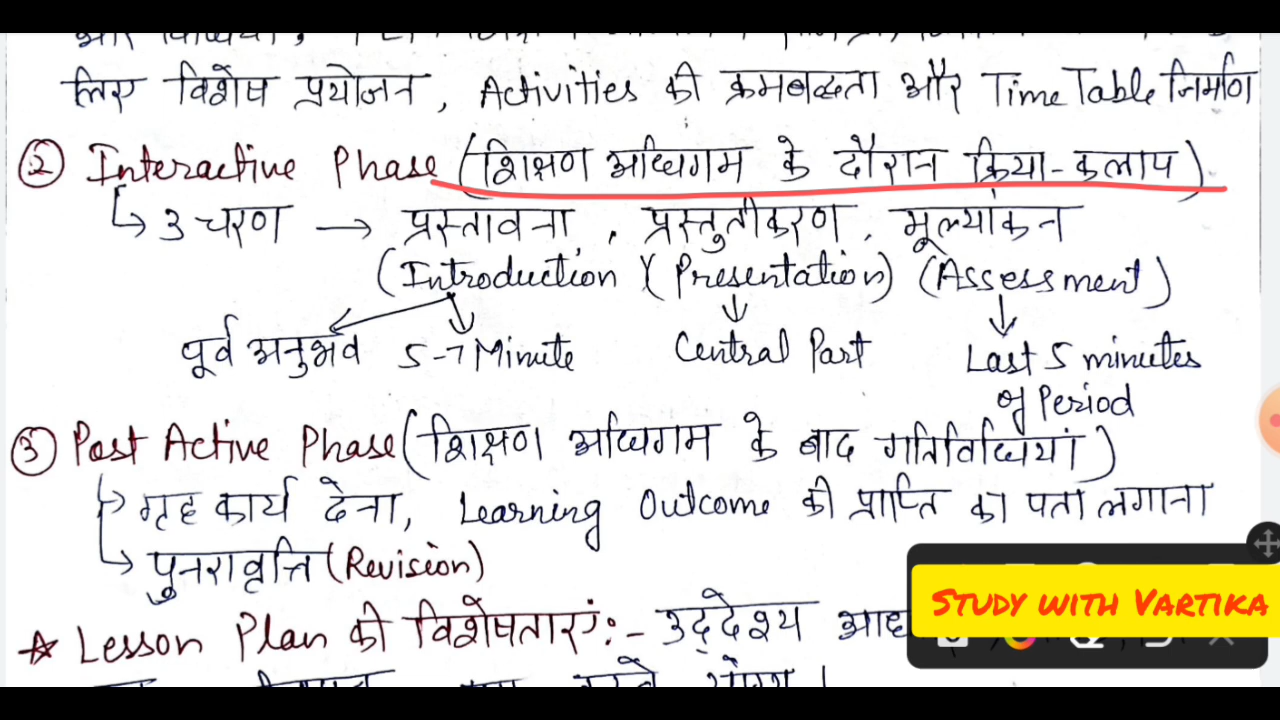 लिए विशेष प्रयोजन, Activities की क्रमबद्धता और Time Table निर्माण
② Interactive Phase (शिक्षण अधिगम के दौरान क्रिया-कलाप)
↳ 3 चरण → प्रस्तावना, प्रस्तुतीकरण, मूल्यांकन
(Introduction) (Presentation) (Assessment)
पूर्व अनुभव 5-7 Minute Central Part Last 5 minutes
of Period
③ Post Active Phase (शिक्षण अधिगम के बाद गतिविधियां)
↳ गृह कार्य देना, Learning Outcome की प्राप्ति का पता लगाना
↳ पुनरावृत्ति (Revision)
STUDY WITH VARTIKA
★ Lesson Plan की विशेषताएं:- उद्देश्य